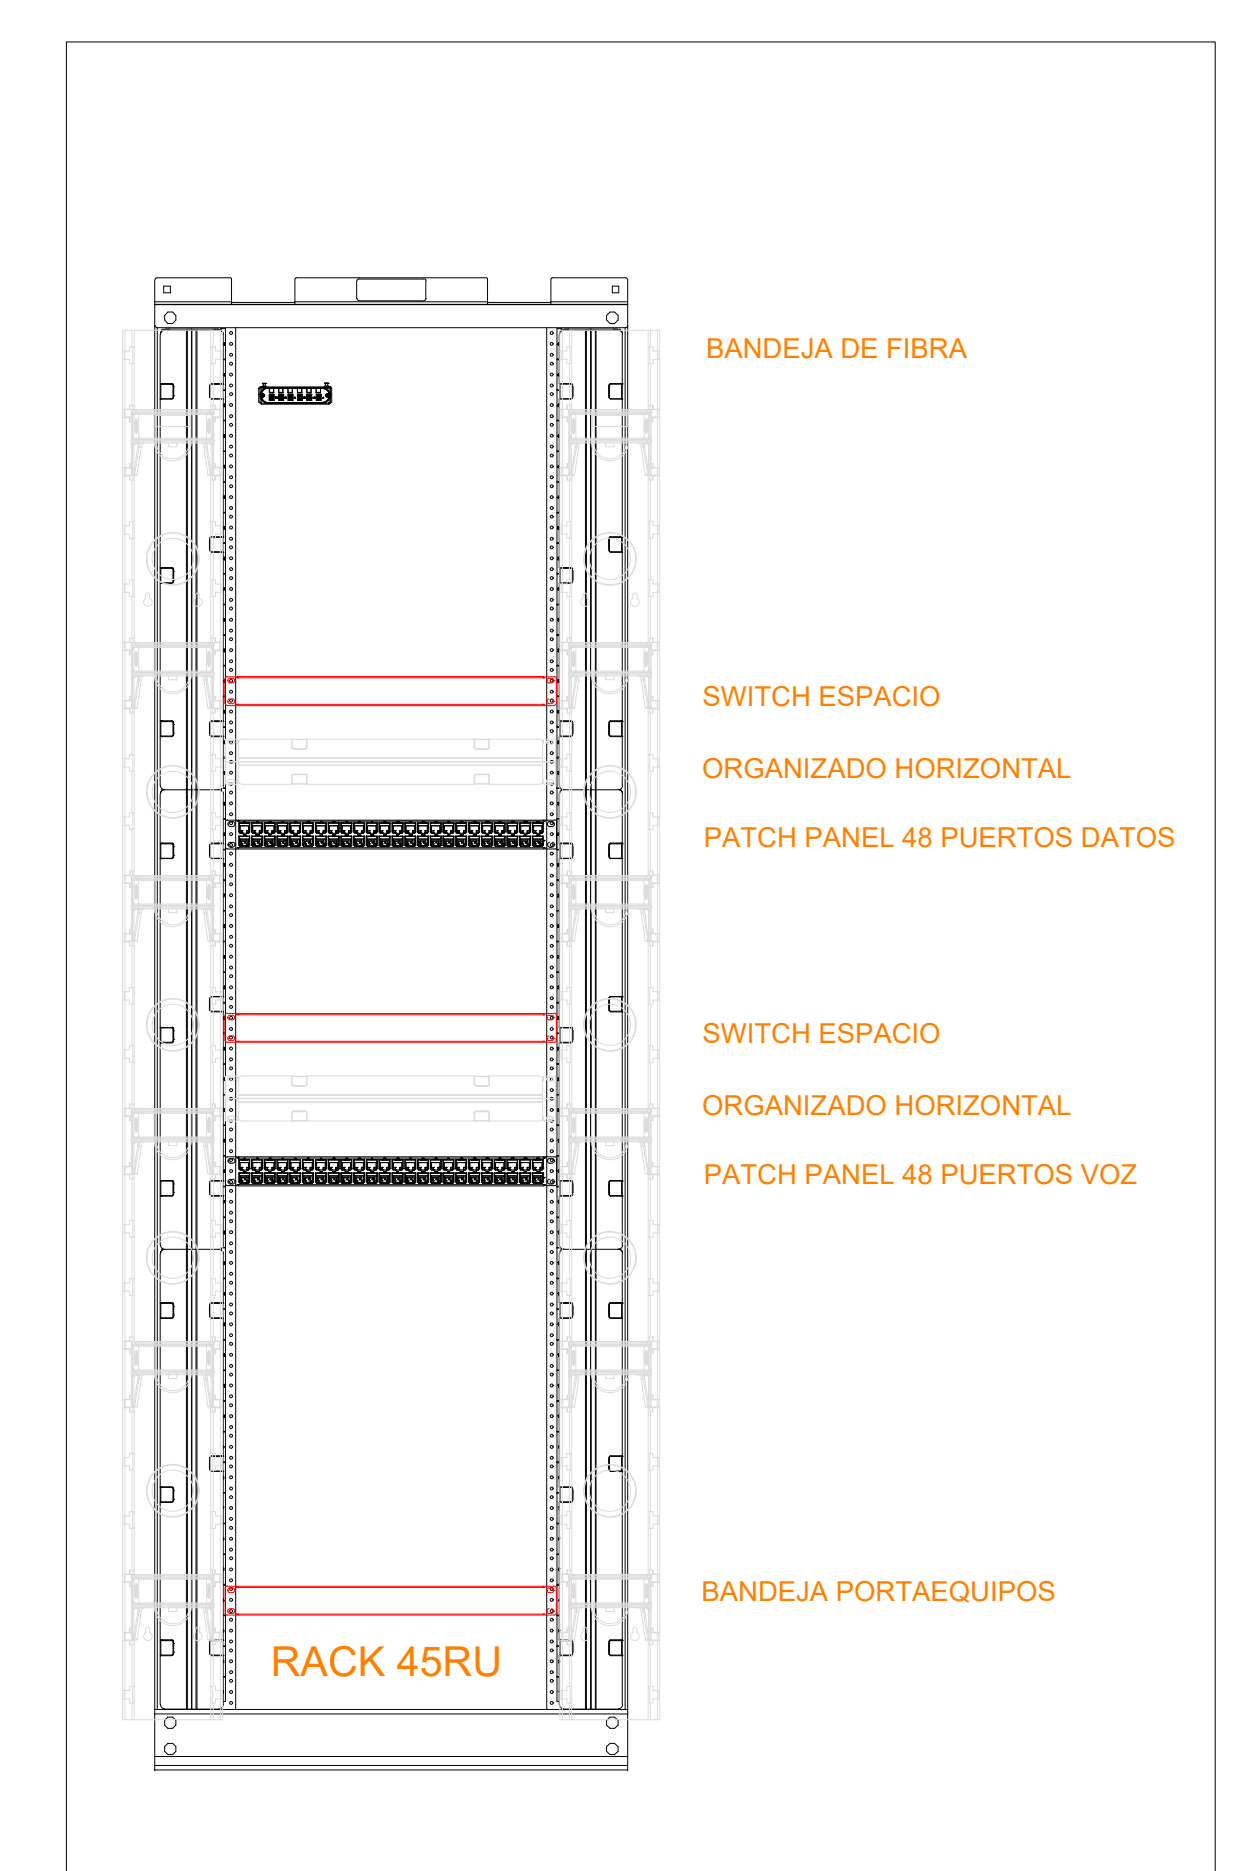 BANDEJA DE FIBRA
SWITCH ESPACIO
ORGANIZADO HORIZONTAL
PATCH PANEL 48 PUERTOS DATOS
SWITCH ESPACIO
ORGANIZADO HORIZONTAL
PATCH PANEL 48 PUERTOS VOZ
BANDEJA PORTAEQUIPOS
RACK 45RU